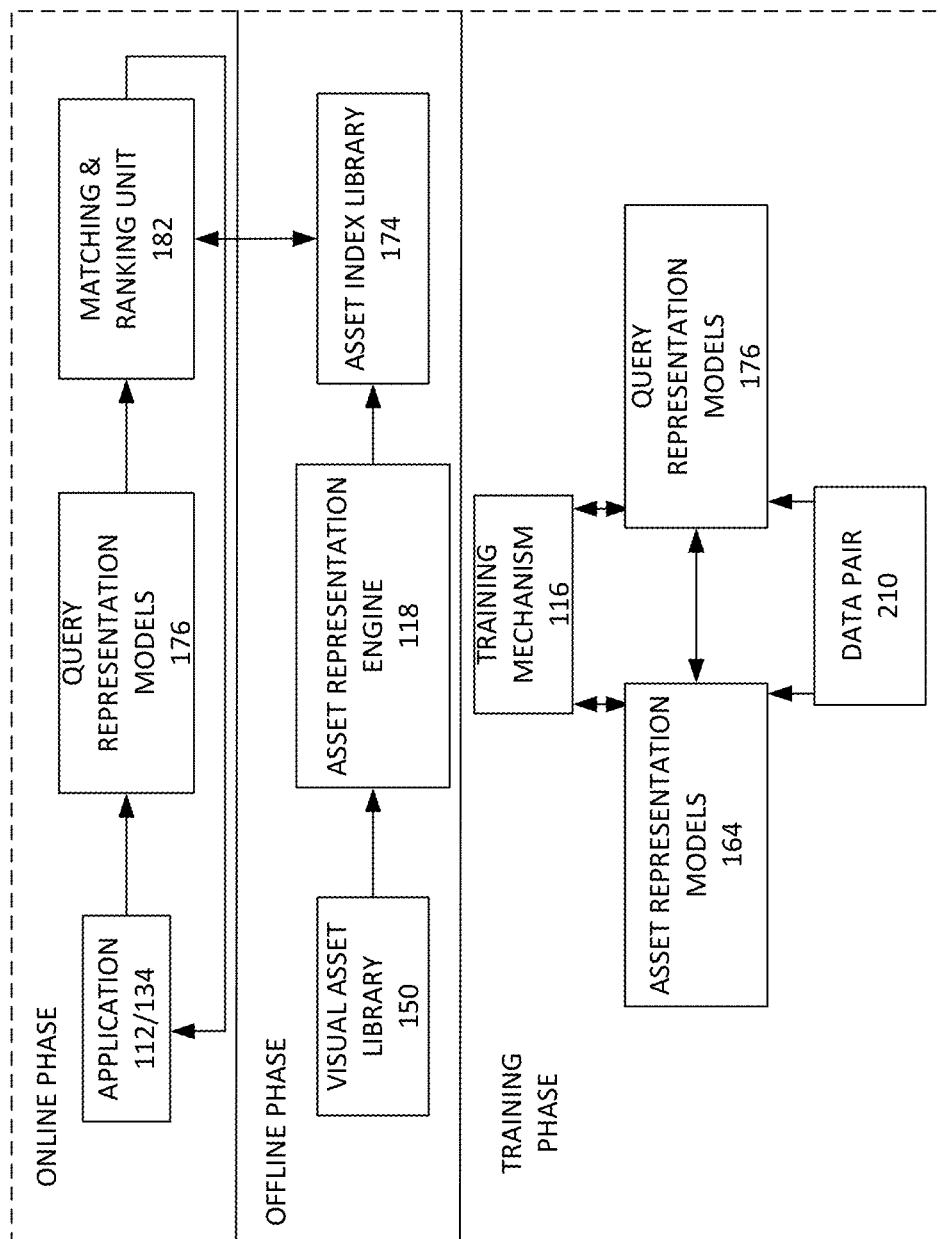 ONLINE PHASE
APPLICATION
112/134
QUERY
REPRESENTATION
MODELS
176
MATCHING &
RANKING UNIT
182
OFFLINE PHASE
VISUAL ASSET
LIBRARY
150
ASSET REPRESENTATION
ENGINE
118
ASSET INDEX LIBRARY
174
TRAINING
PHASE
TRAINING
MECHANISM
116
ASSET REPRESENTATION
MODELS
164
QUERY
REPRESENTATION
MODELS
176
DATA PAIR
210